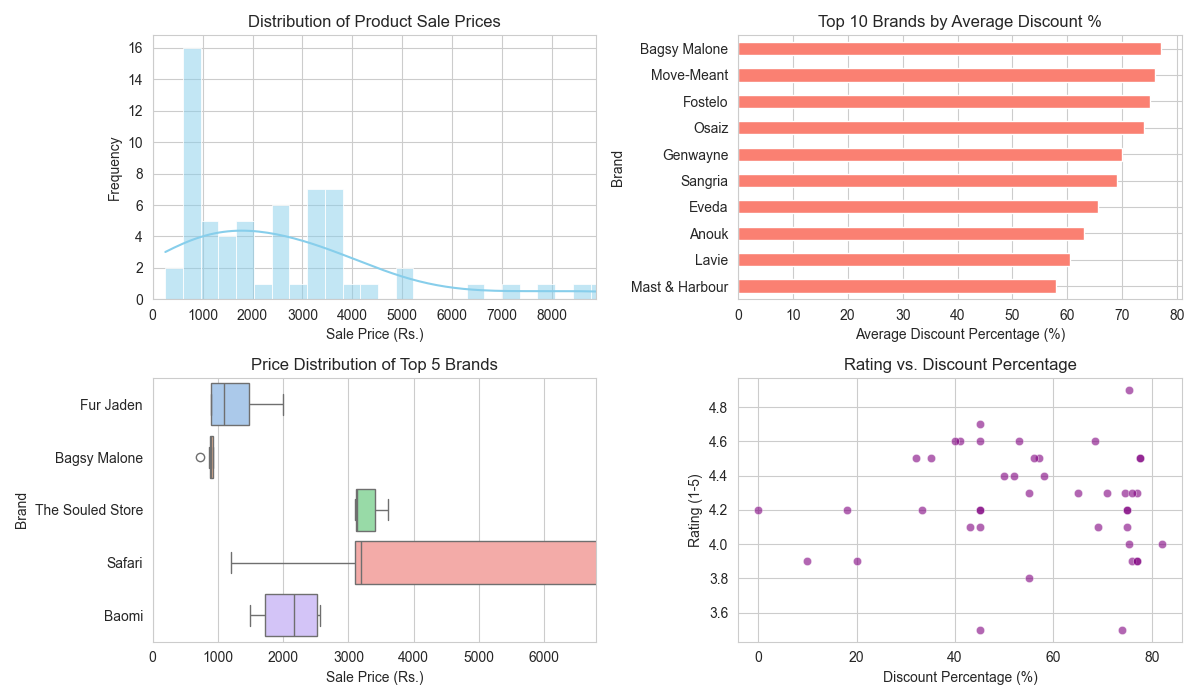 Distribution of Product Sale Prices
Frequency
16
14
12
10
8
6
4
2
0
1000 2000 3000 4000 5000 6000 7000 8000
Sale Price (Rs.)
Top 10 Brands by Average Discount %
Brand
Bagsy Malone
Move-Meant
Fostelo
Osaiz
Genwayne
Sangria
Eveda
Anouk
Lavie
Mast & Harbour
0 10 20 30 40 50 60 70 80
Average Discount Percentage (%)
Price Distribution of Top 5 Brands
Brand
Fur Jaden
Bagsy Malone
The Souled Store
Safari
Baomi
0 1000 2000 3000 4000 5000 6000
Sale Price (Rs.)
Rating vs. Discount Percentage
Rating (1-5)
4.8
4.6
4.4
4.2
4.0
3.8
3.6
0 20 40 60 80
Discount Percentage (%)